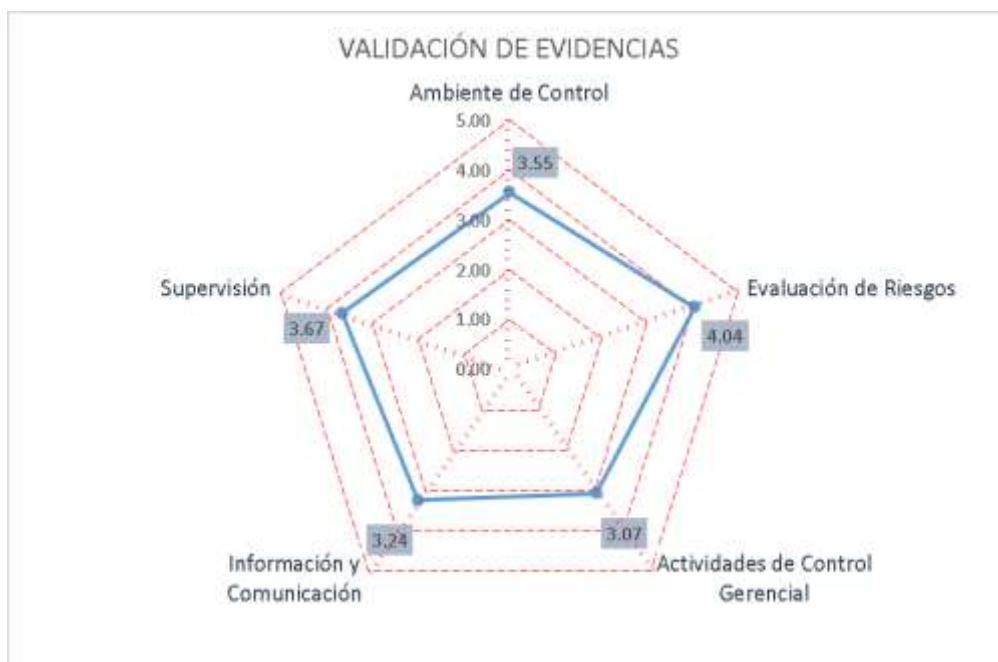 VALIDACIÓN DE EVIDENCIAS
Ambiente de Control
5.00
3.55
4.00
3.00
2.00
1.00
0.00
Supervisión
3.67
Evaluación de Riesgos
4.04
3.24
3.07
Información y
Comunicación
Actividades de Control
Gerencial